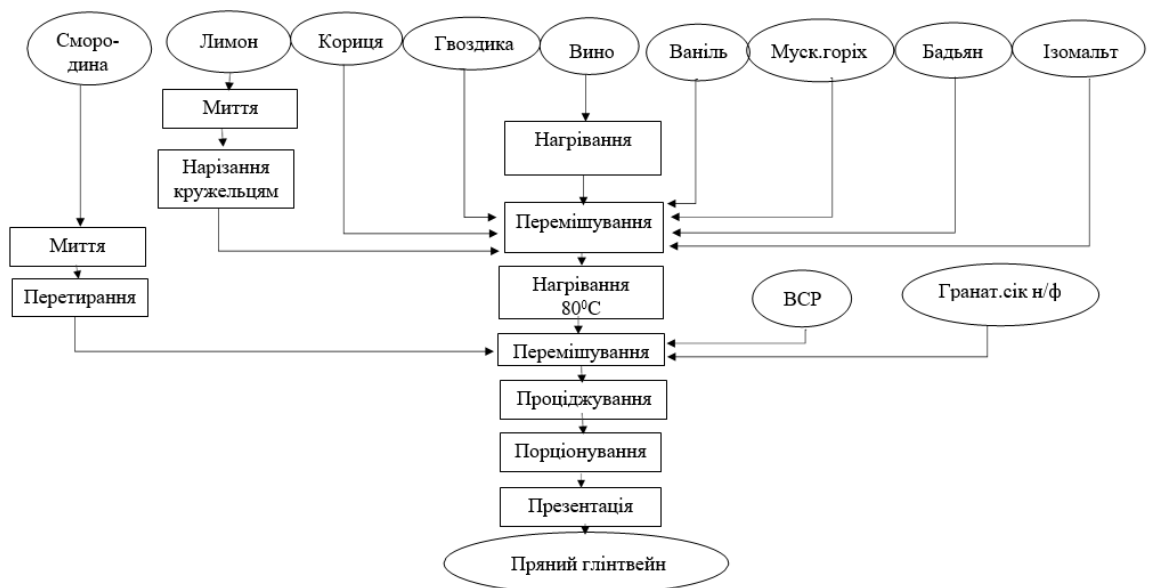 Сморо-
дина
Лимон
Кориця
Гвоздика
Вино
Ваніль
Муск.горіх
Бадьян
Ізомальт
Миття
Нагрівання
Нарізання
кружельцям
Перемішування
Миття
Перетирання
Нагрівання
80⁰С
ВСР
Гранат.сік н/ф
Перемішування
Проціджування
Порціонування
Презентація
Пряний глінтвейн